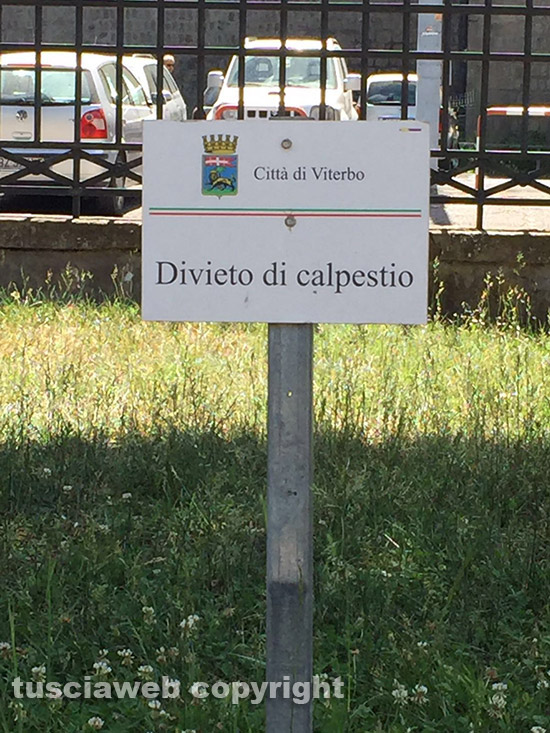 Città di Viterbo
Divieto di calpestio
tusciaweb copyright